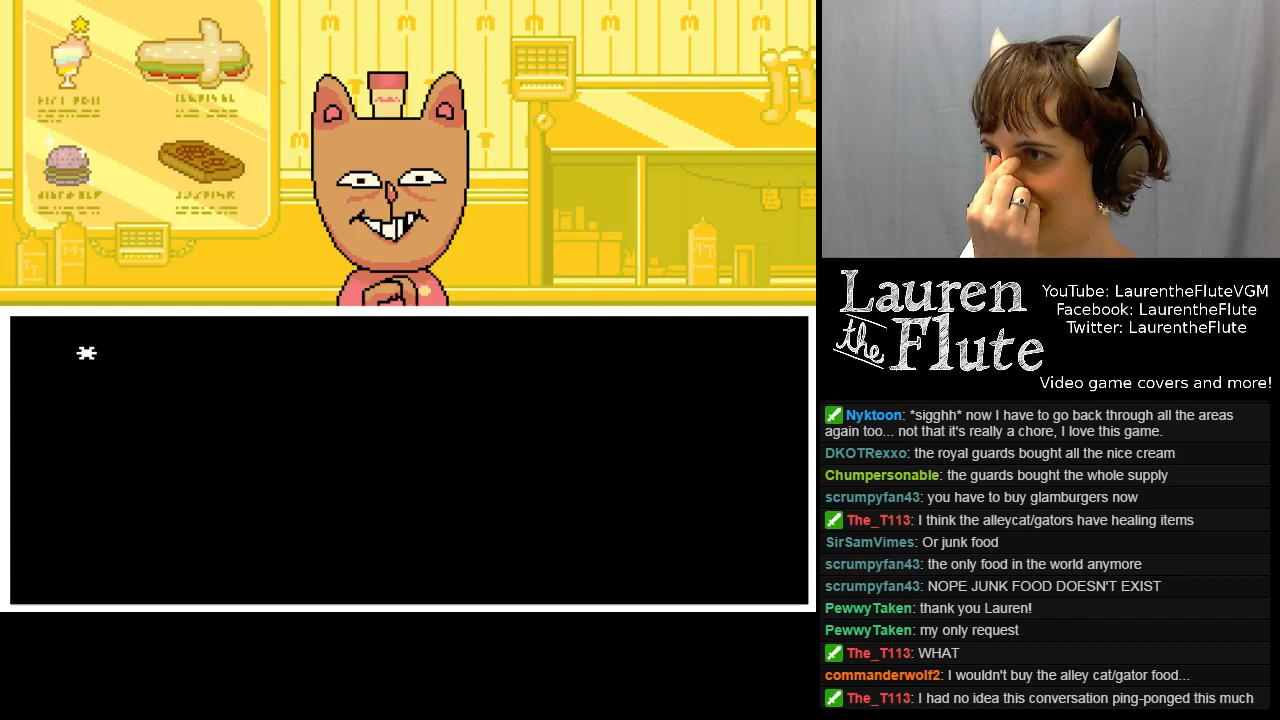 *
Lauren
the Flute
YouTube: LaurentheFluteVGM
Facebook: LaurentheFlute
Twitter: LaurentheFlute
Video game covers and more!
Nyktoon: *sigghh* now I have to go back through all the areas
again too... not that it's really a chore, I love this game.
DKOTRexxo: the royal guards bought all the nice cream
Chumpersonable: the guards bought the whole supply
scrumpyfan43: you have to buy glamburgers now
The_T113: I think the alleycat/gators have healing items
SirSamVimes: Or junk food
scrumpyfan43: the only food in the world anymore
scrumpyfan43: NOPE JUNK FOOD DOESN'T EXIST
PewwyTaken: thank you Lauren!
PewwyTaken: my only request
The_T113: WHAT
commanderwolf2: I wouldn't buy the alley cat/gator food...
The_T113: I had no idea this conversation ping-ponged this much